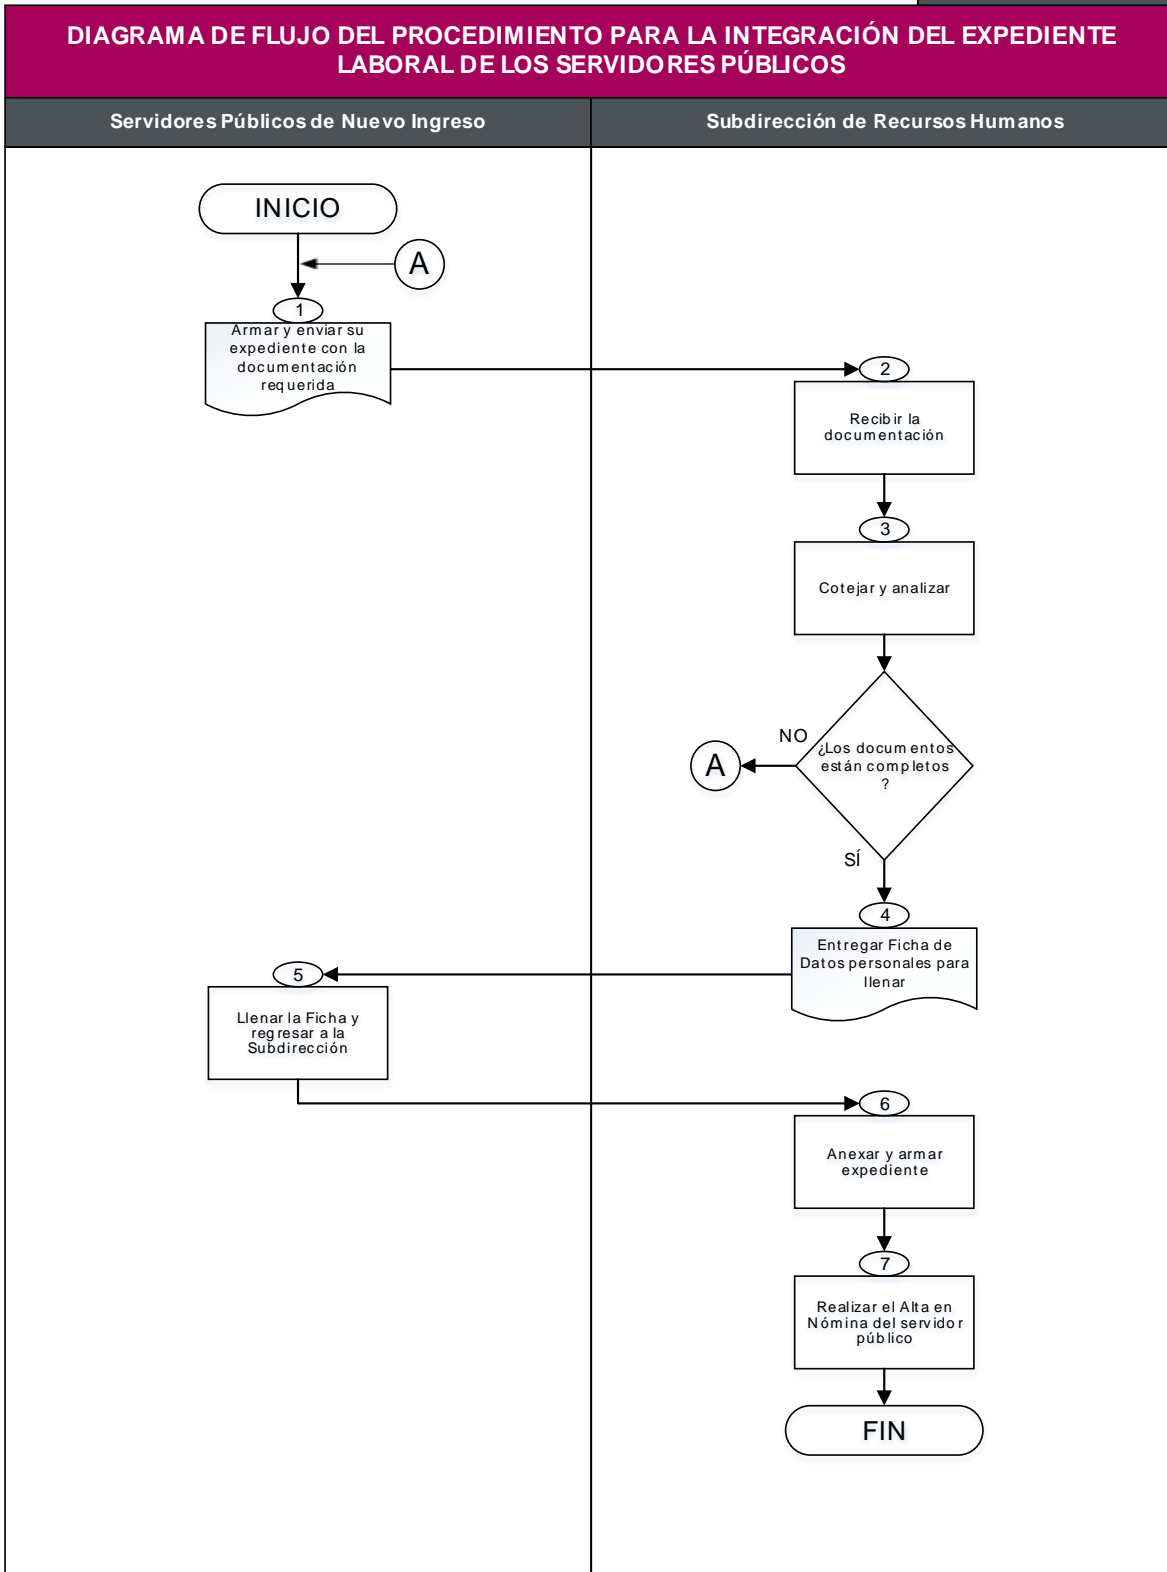 DIAGRAMA DE FLUJO DEL PROCEDIMIENTO PARA LA INTEGRACIÓN DEL EXPEDIENTE
LABORAL DE LOS SERVIDORES PÚBLICOS
Servidores Públicos de Nuevo Ingreso
Subdirección de Recursos Humanos
INICIO
A
1
Armar y enviar su
expediente con la
documentación
requerida
2
Recibir la
documentación
3
Cotejar y analizar
NO
¿Los documentos
están completos
?
A
SÍ
4
Entregar Ficha de
Datos personales para
llenar
5
Llenar la Ficha y
regresar a la
Subdirección
6
Anexar y armar
expediente
7
Realizar el Alta en
Nómina del servidor
público
FIN